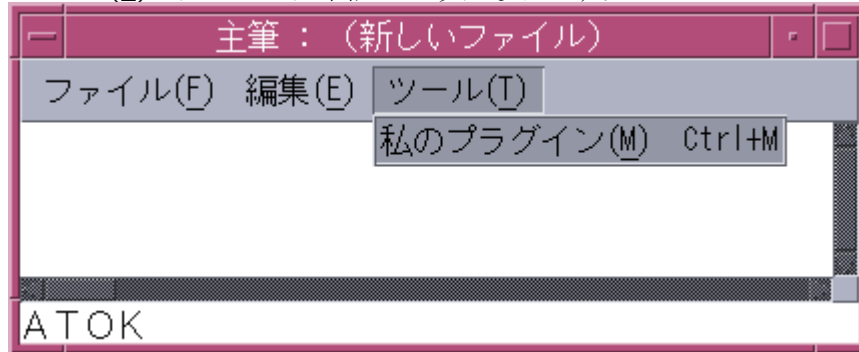 主筆 : (新しいファイル)
ファイル(F) 編集(E) ツール(T)
私のプラグイン(M) Ctrl+M
ATOK